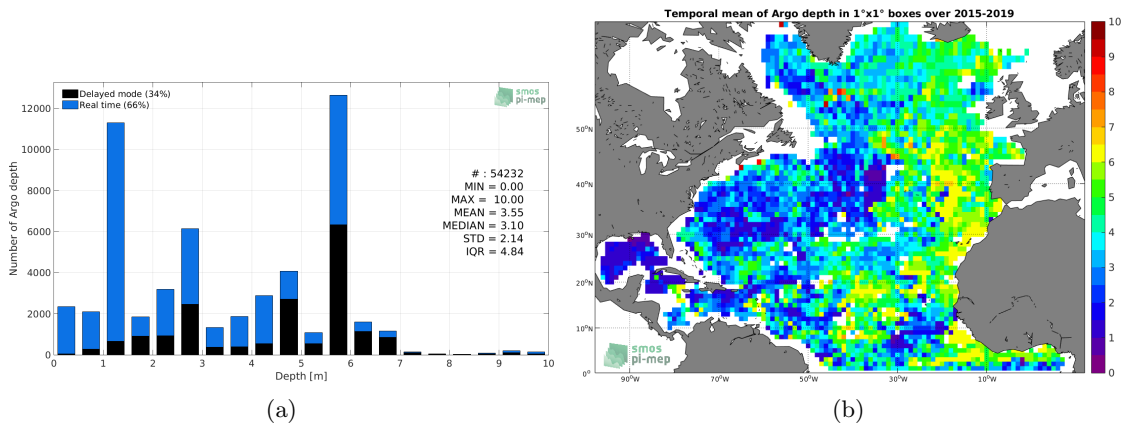 Delayed mode (34%)
Real time (66%)
smos
pi-mep
# : 54232
MIN = 0.00
MAX = 10.00
MEAN = 3.55
MEDIAN = 3.10
STD = 2.14
IQR = 4.84
Number of Argo depth
12000
10000
8000
6000
4000
2000
0
0 1 2 3 4 5 6 7 8 9 10
Depth [m]
(a)
Temporal mean of Argo depth in 1°x1° boxes over 2015-2019
50°N
40°N
30°N
20°N
10°N
0°
90°W 70°W 50°W 30°W 10°W
smos
pi-mep
10
9
8
7
6
5
4
3
2
1
0
(b)